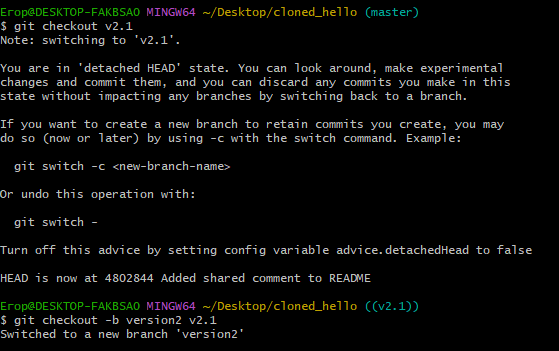 Егор@DESKTOP-FAKBSAO MINGW64 ~/Desktop/cloned_hello (master)
$ git checkout v2.1
Note: switching to 'v2.1'.

You are in 'detached HEAD' state. You can look around, make experimental
changes and commit them, and you can discard any commits you make in this
state without impacting any branches by switching back to a branch.

If you want to create a new branch to retain commits you create, you may
do so (now or later) by using -c with the switch command. Example:

  git switch -c <new-branch-name>

Or undo this operation with:

  git switch -

Turn off this advice by setting config variable advice.detachedHead to false

HEAD is now at 4802844 Added shared comment to README

Егор@DESKTOP-FAKBSAO MINGW64 ~/Desktop/cloned_hello ((v2.1))
$ git checkout -b version2 v2.1
Switched to a new branch 'version2'